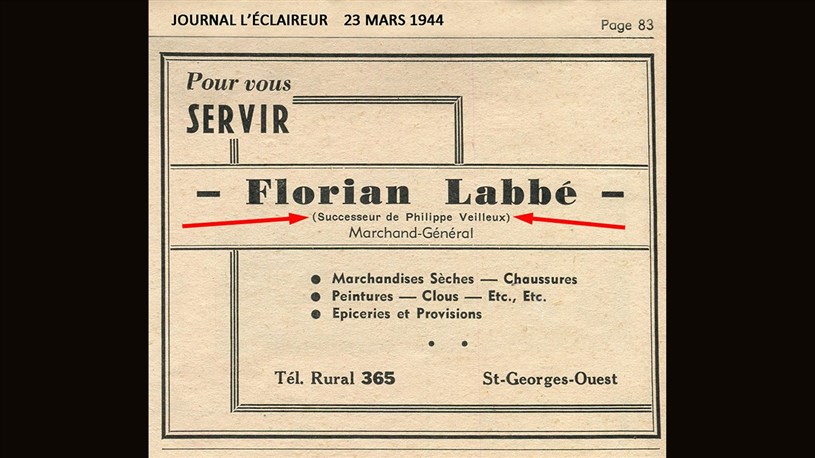 JOURNAL L'ÉCLAIREUR 23 MARS 1944
Page 83
Pour vous
SERVIR
– Florian Labbé –
(Successeur de Philippe Veilleux)
Marchand-Général
● Marchandises Sèches — Chaussures
● Peintures — Clous — Etc., Etc.
● Epiceries et Provisions
Tél. Rural 365 St-Georges-Ouest